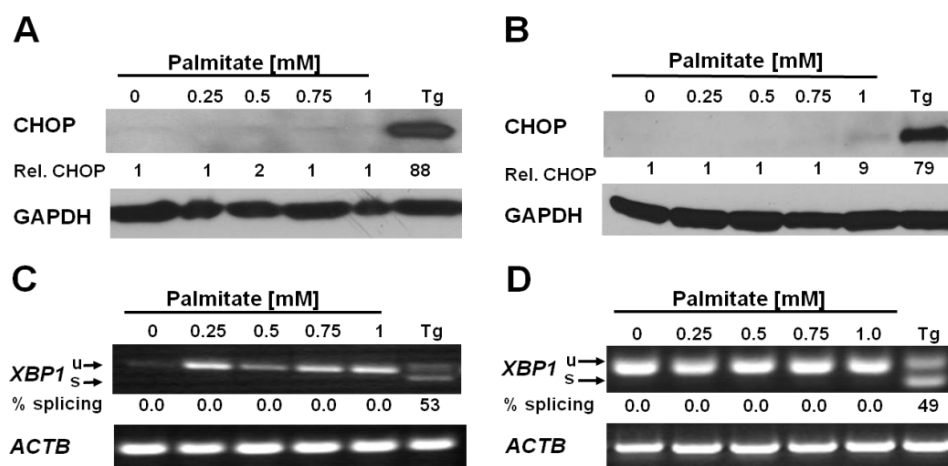 A
Palmitate [mM]
0 0.25 0.5 0.75 1 Tg
CHOP
Rel. CHOP 1 1 2 1 1 88
GAPDH
B
Palmitate [mM]
0 0.25 0.5 0.75 1 Tg
CHOP
Rel. CHOP 1 1 1 1 9 79
GAPDH
C
Palmitate [mM]
0 0.25 0.5 0.75 1 Tg
XBP1 u
s
% splicing 0.0 0.0 0.0 0.0 0.0 53
ACTB
D
Palmitate [mM]
0 0.25 0.5 0.75 1.0 Tg
XBP1 u
s
% splicing 0.0 0.0 0.0 0.0 0.0 49
ACTB